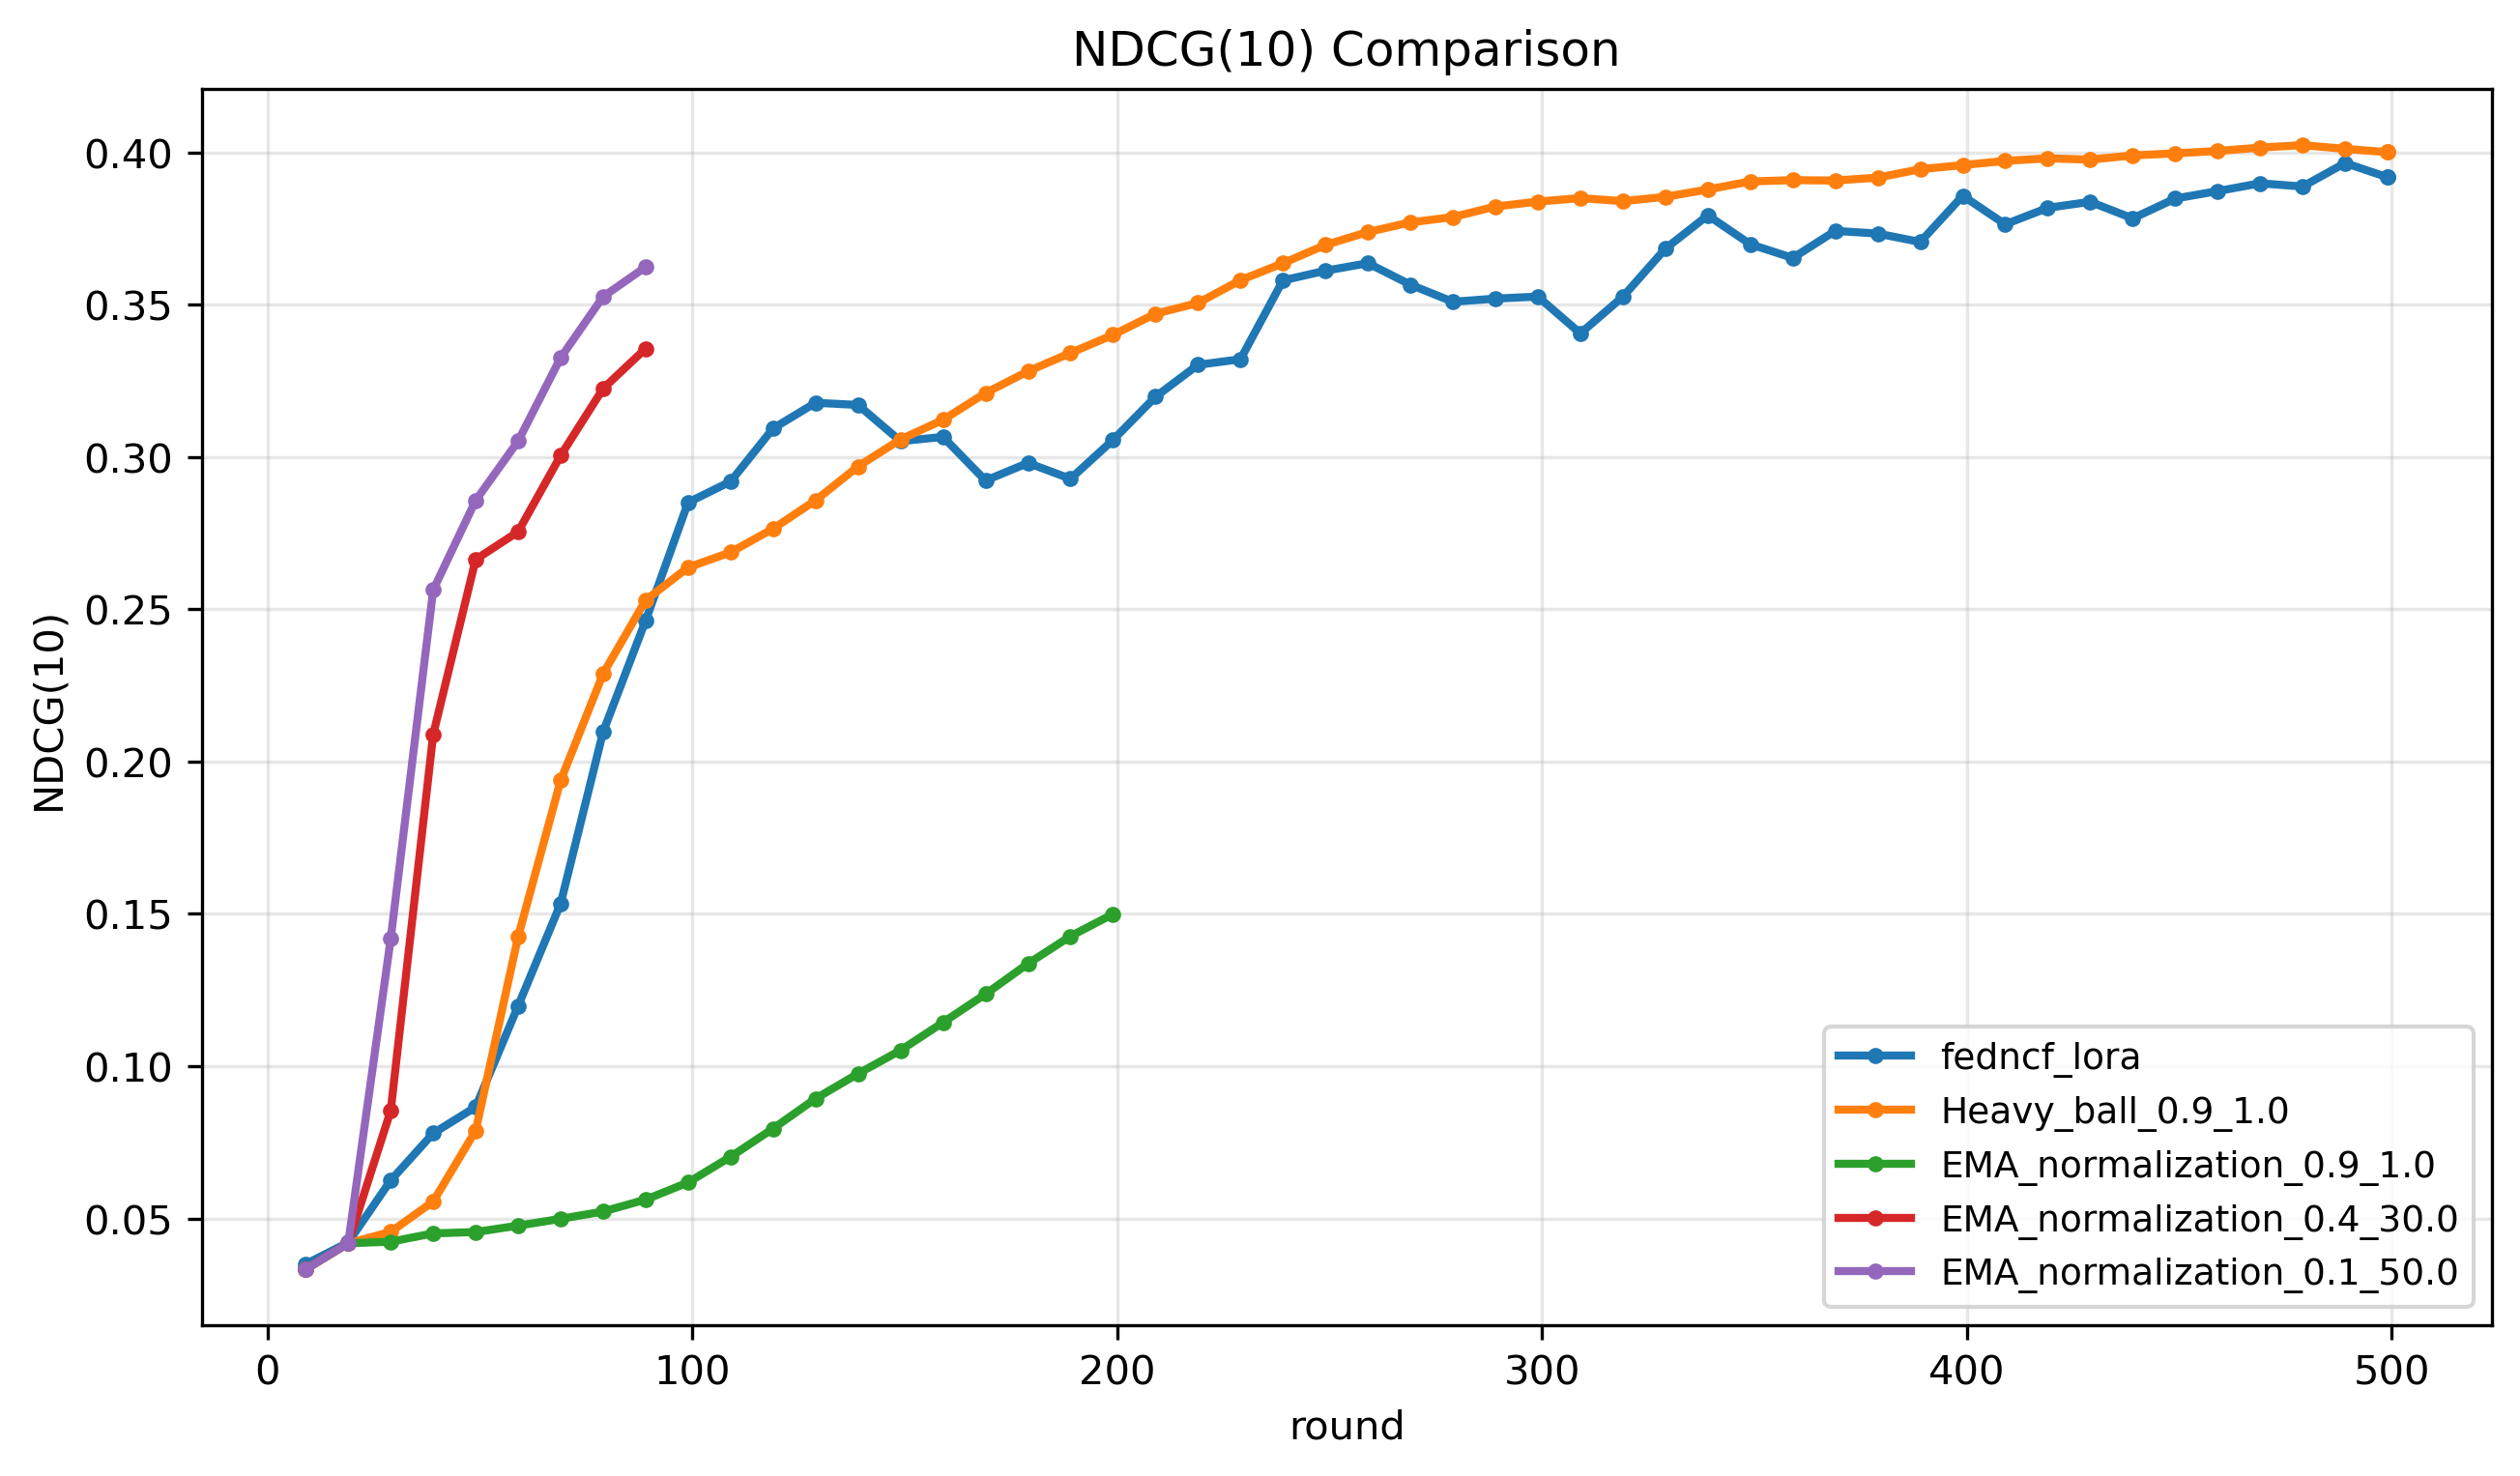 NDCG(10) Comparison
NDCG(10)
0.40
0.35
0.30
0.25
0.20
0.15
0.10
0.05
0 100 200 300 400 500
round
fedncf_lora
Heavy_ball_0.9_1.0
EMA_normalization_0.9_1.0
EMA_normalization_0.4_30.0
EMA_normalization_0.1_50.0